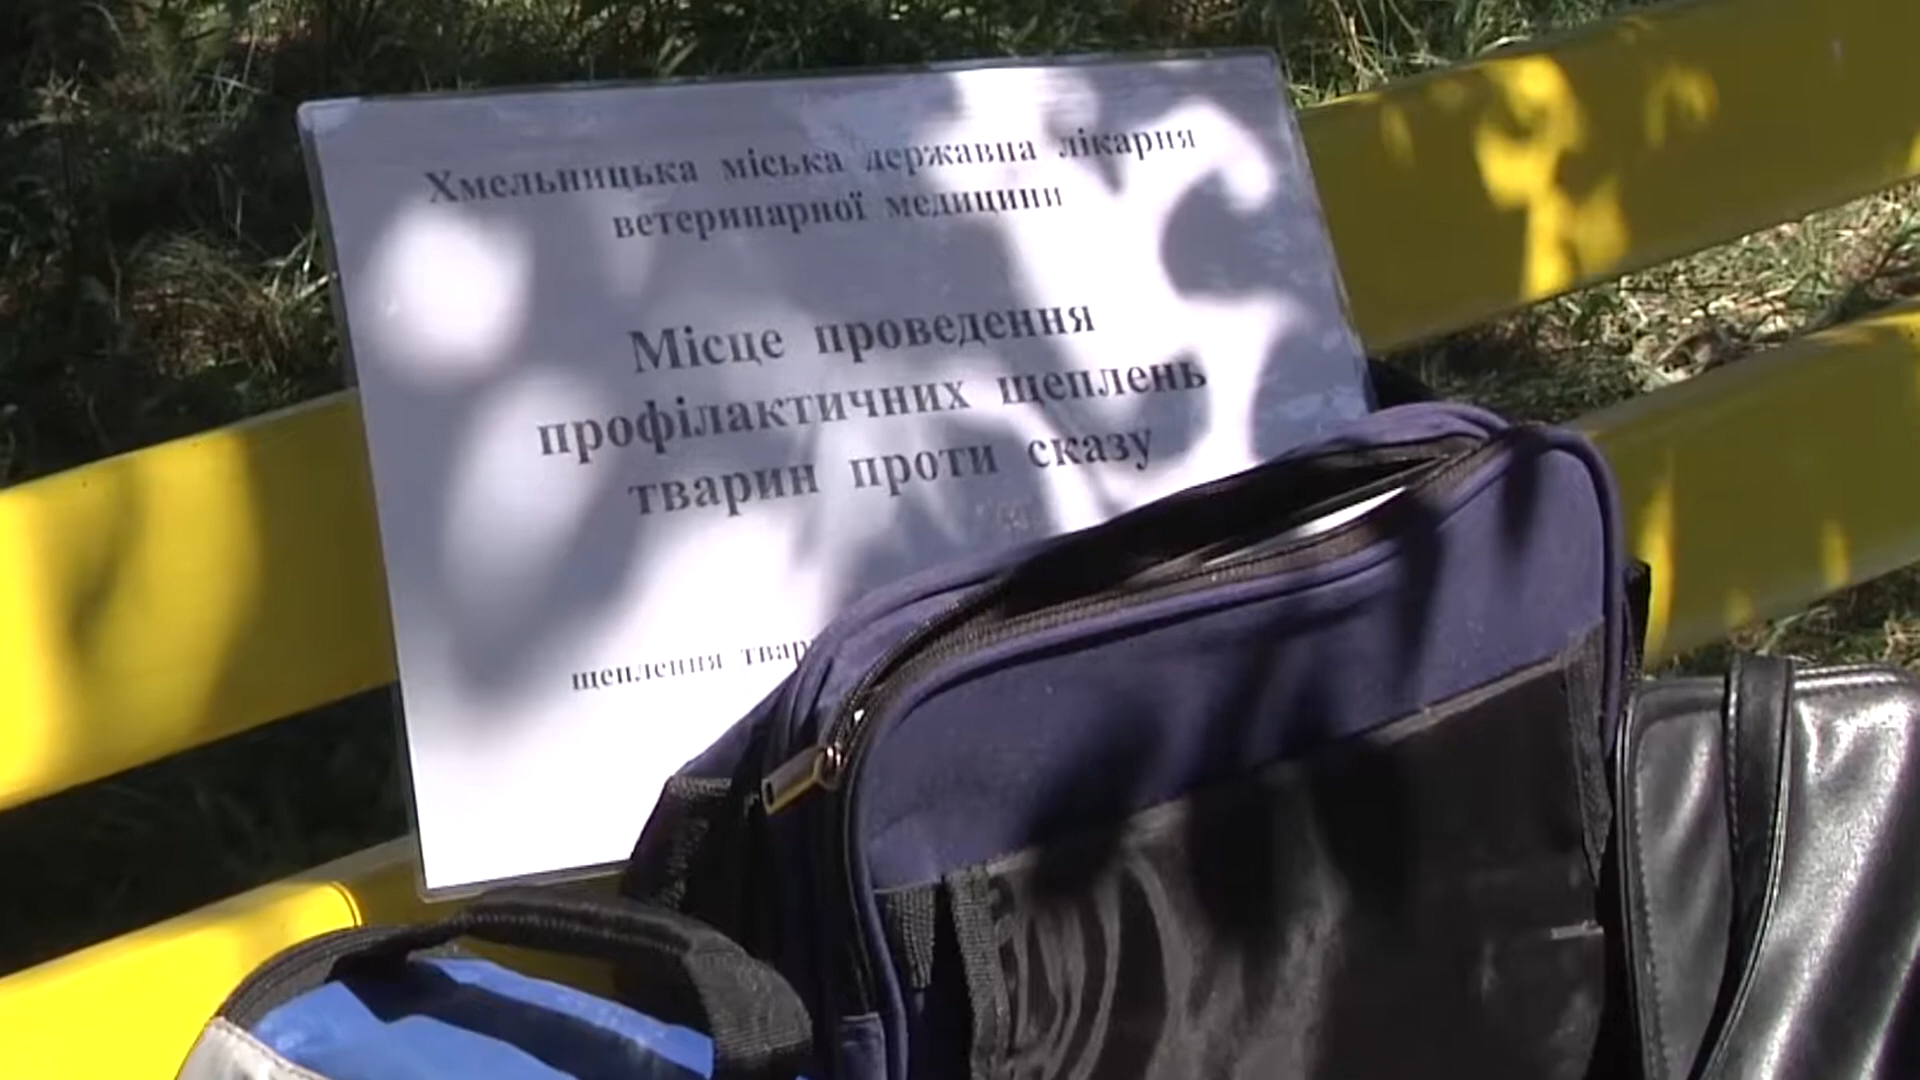 Хмельницька міська державна лікарня
ветеринарної медицини
Місце проведення
профілактичних щеплень
тварин проти сказу
щеплення